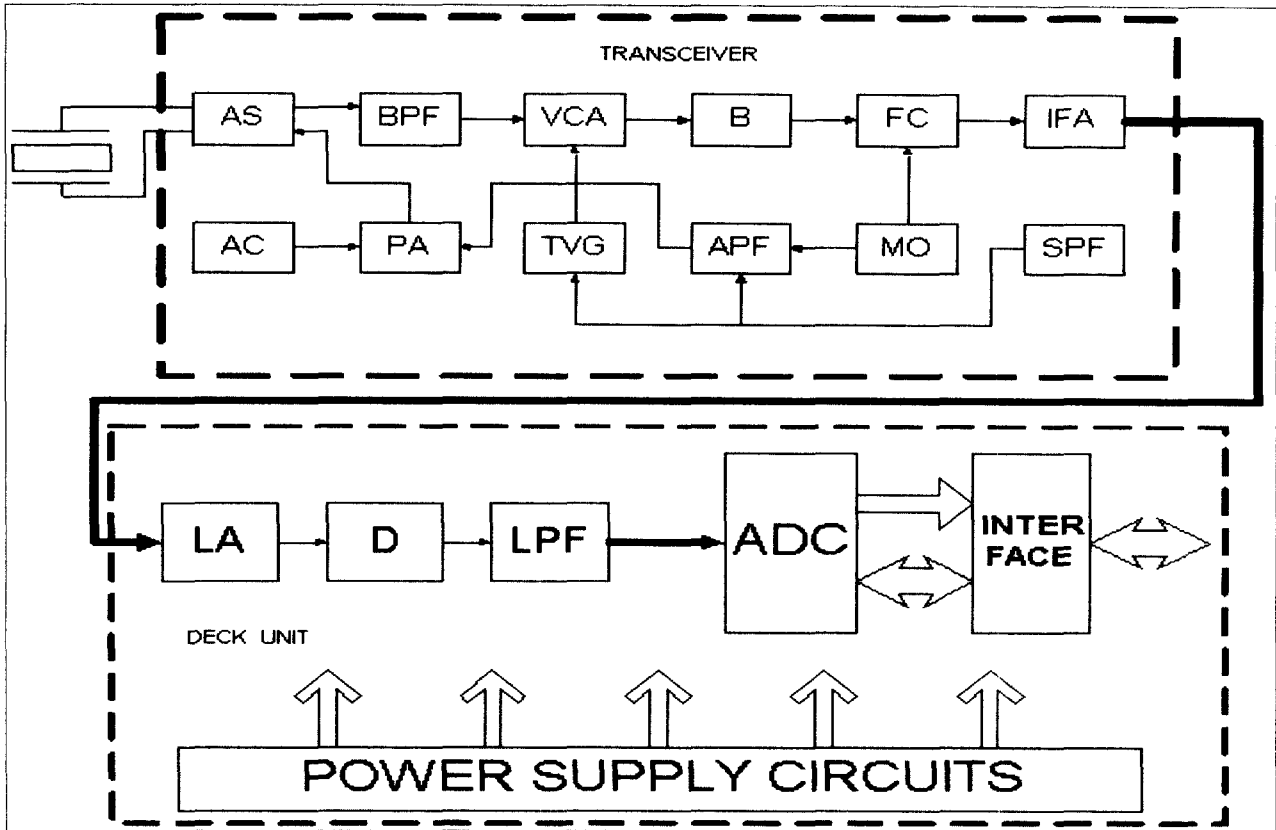 TRANSCEIVER
AS BPF VCA B FC IFA
AC PA TVG APF MO SPF
LA D LPF ADC INTER
FACE
DECK UNIT
POWER SUPPLY CIRCUITS